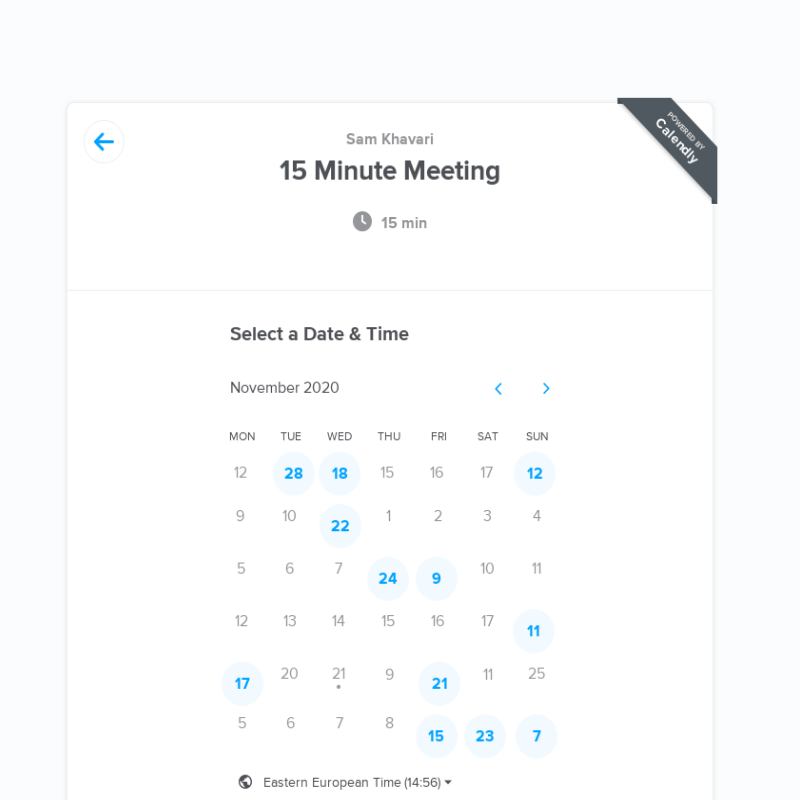 POWERED BY
Calendly
Sam Khavari
15 Minute Meeting
15 min
Select a Date & Time
November 2020
MON TUE WED THU FRI SAT SUN
12 28 18 15 16 17 12
9 10 22 1 2 3 4
5 6 7 24 9 10 11
12 13 14 15 16 17 11
17 20 21 9 21 11 25
5 6 7 8 15 23 7
Eastern European Time (14:56)